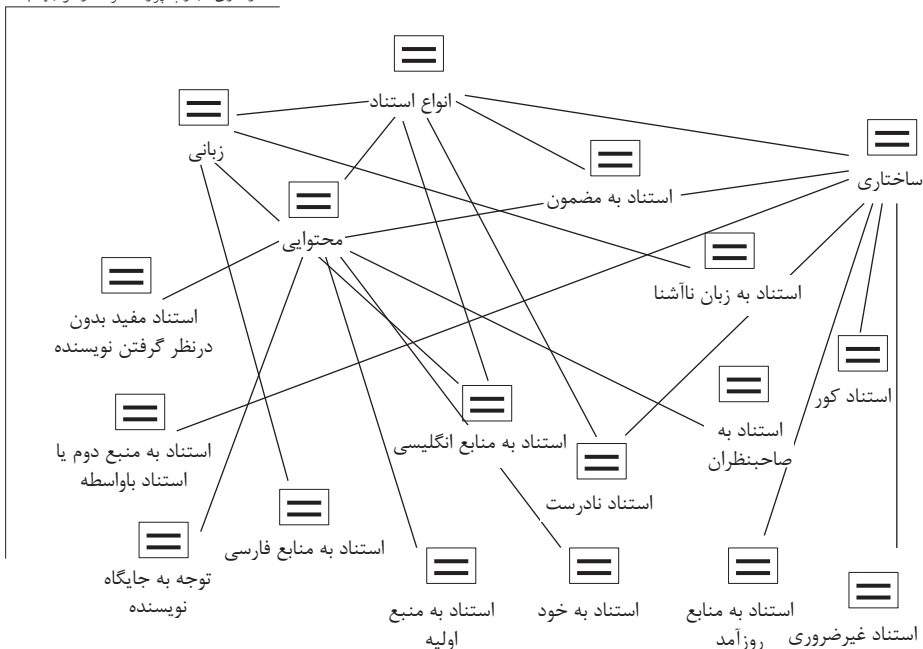 انواع استناد
زبانی
ساختاری
استناد به مضمون
محتوایی
استناد به زبان ناآشنا
استناد مفید بدون
درنظر گرفتن نویسنده
استناد کور
استناد به
صاحبنظران
استناد به منابع انگلیسی
استناد به منبع دوم یا
استناد باواسطه
استناد نادرست
استناد به منابع فارسی
توجه به جایگاه
نویسنده
استناد به منبع
اولیه
استناد به خود
استناد به منابع
روزآمد
استناد غیرضروری